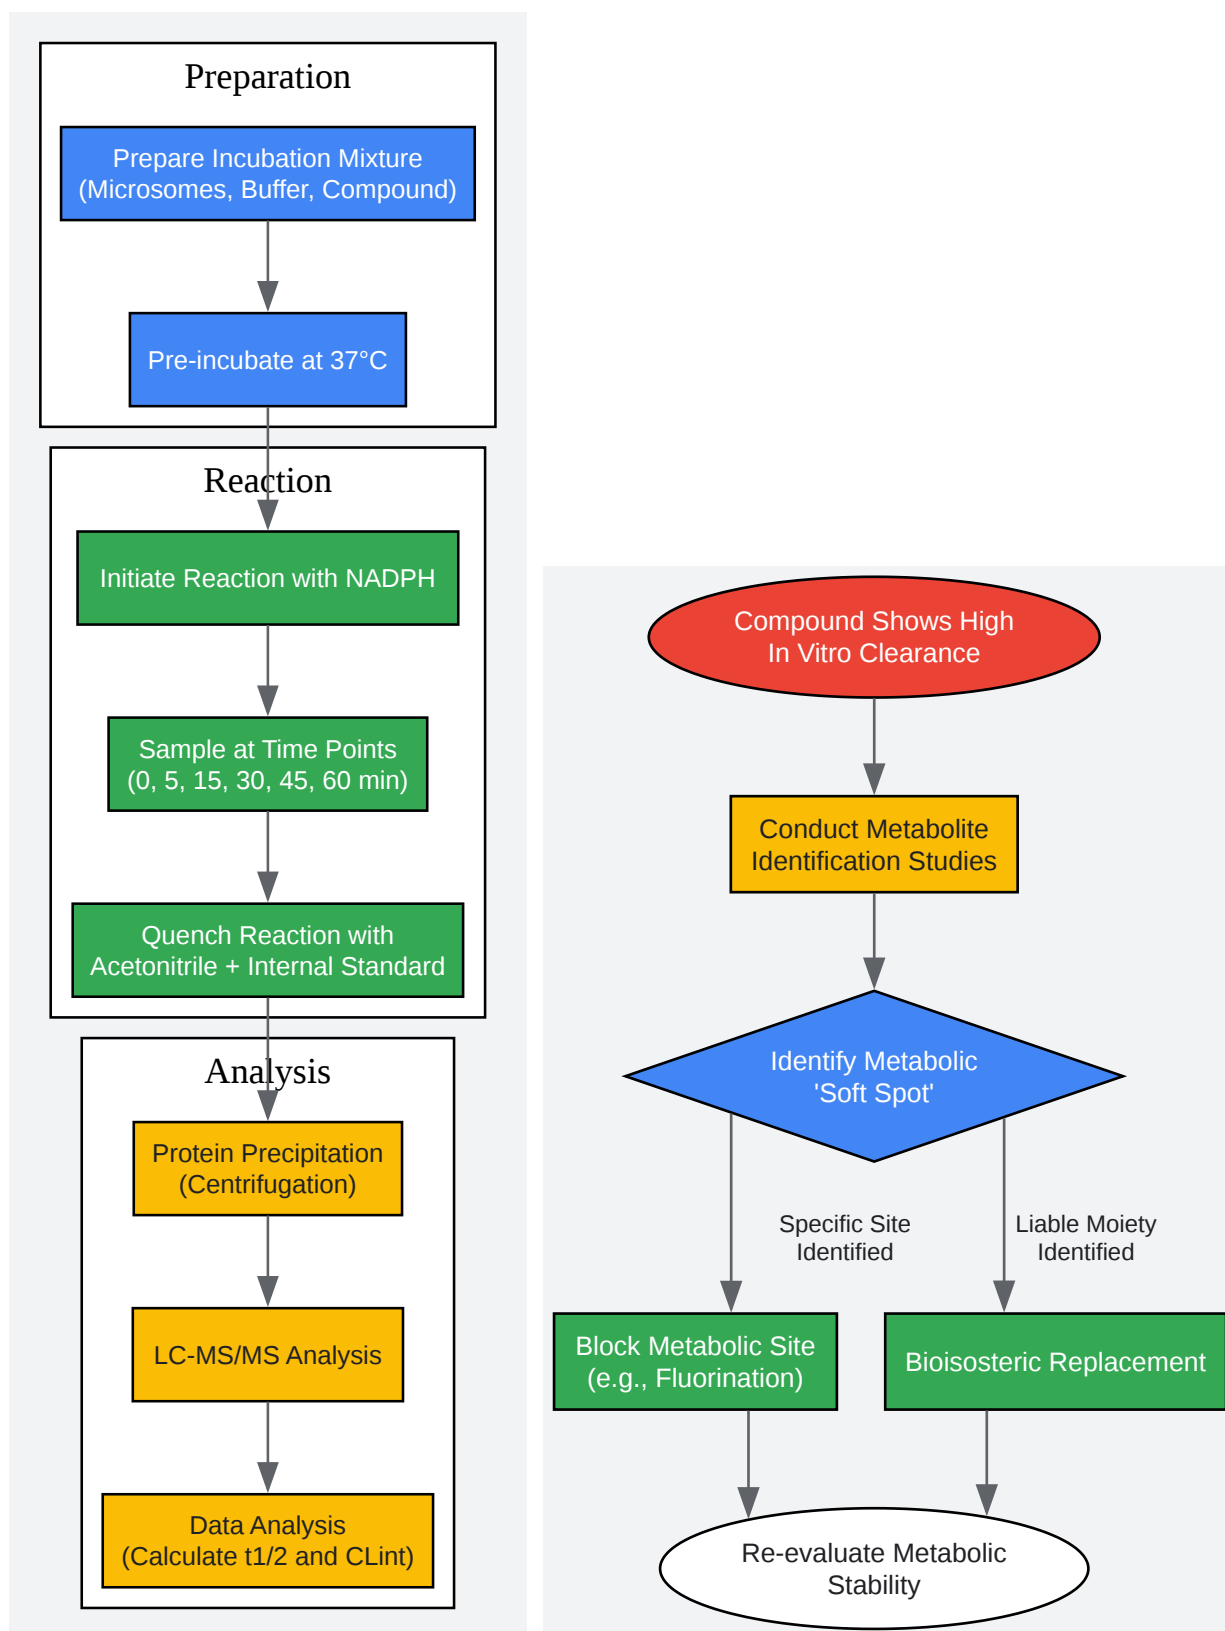 Preparation
Prepare Incubation Mixture
(Microsomes, Buffer, Compound)
Pre-incubate at 37°C
Reaction
Initiate Reaction with NADPH
Sample at Time Points
(0, 5, 15, 30, 45, 60 min)
Quench Reaction with
Acetonitrile + Internal Standard
Analysis
Protein Precipitation
(Centrifugation)
LC-MS/MS Analysis
Data Analysis
(Calculate t1/2 and CLint)
Compound Shows High
In Vitro Clearance
Conduct Metabolite
Identification Studies
Identify Metabolic
'Soft Spot'
Specific Site
Identified
Liable Moiety
Identified
Block Metabolic Site
(e.g., Fluorination)
Bioisosteric Replacement
Re-evaluate Metabolic
Stability